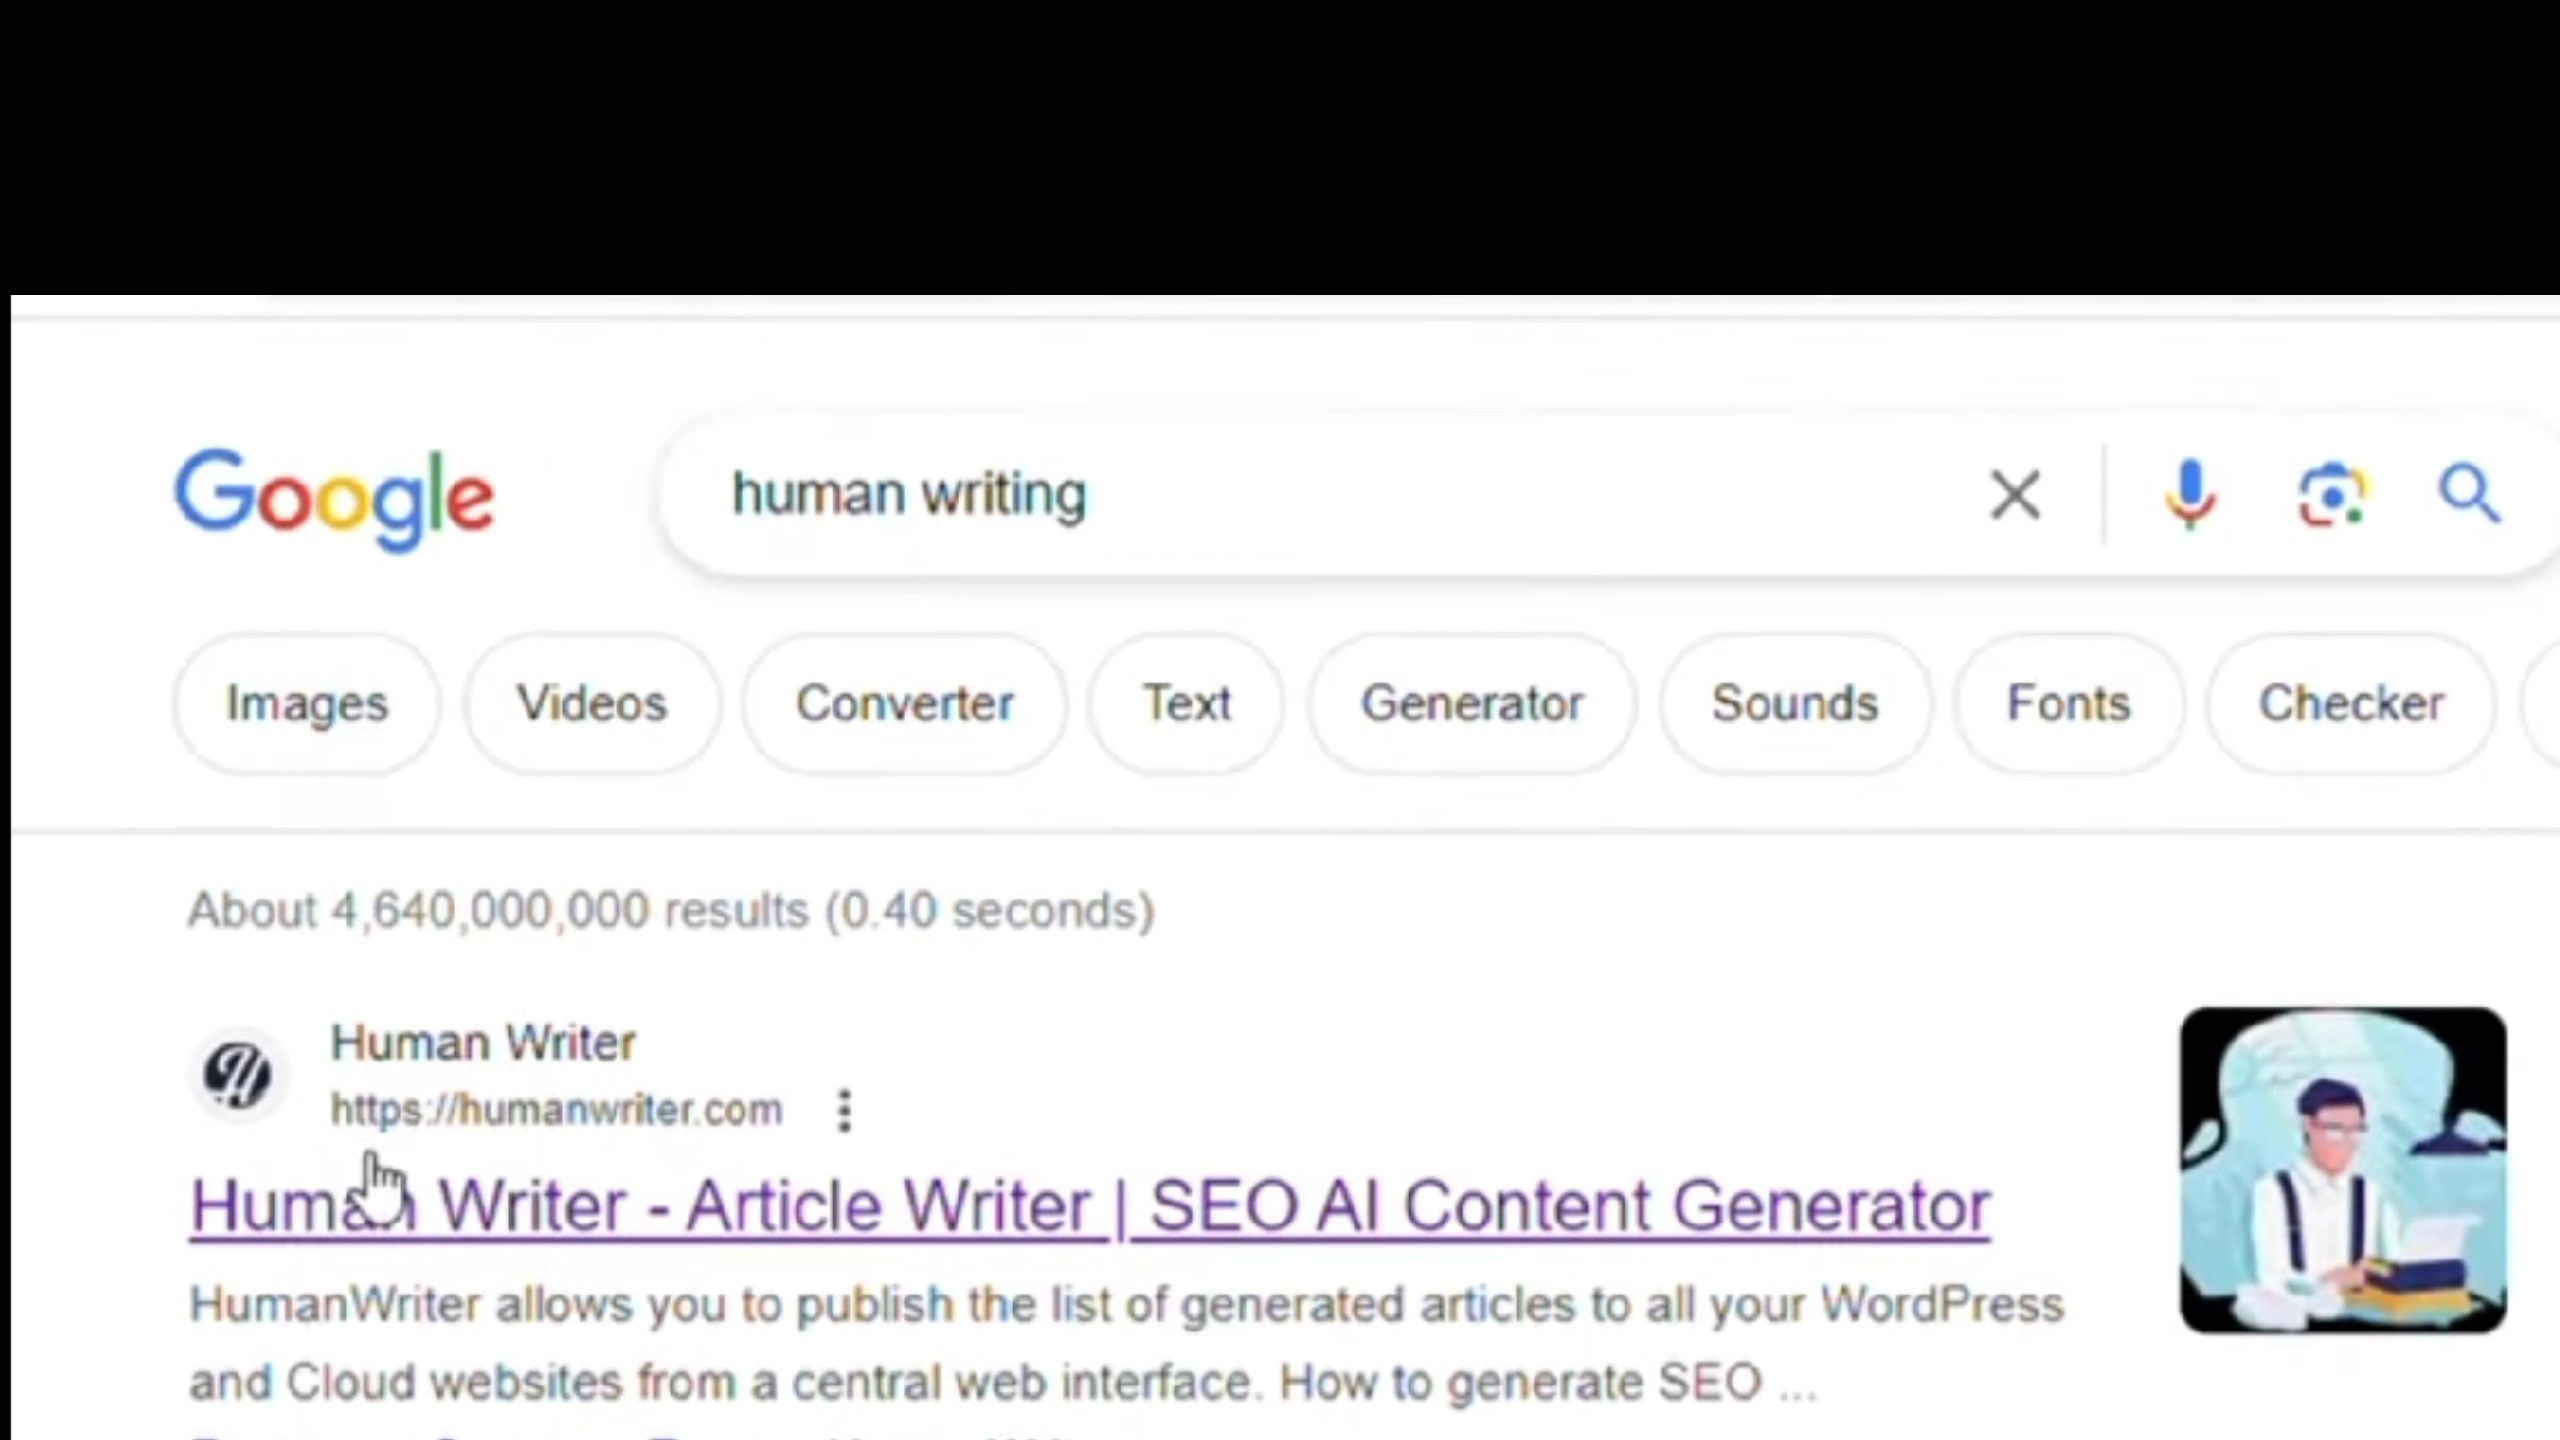 Google
human writing
Images Videos Converter Text Generator Sounds Fonts Checker
About 4,640,000,000 results (0.40 seconds)
Human Writer
https://humanwriter.com
Human Writer - Article Writer | SEO AI Content Generator
HumanWriter allows you to publish the list of generated articles to all your WordPress
and Cloud websites from a central web interface. How to generate SEO ...